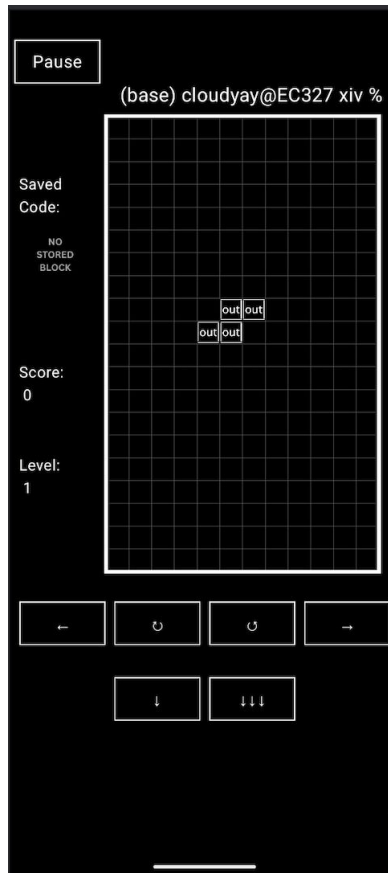 Pause
(base) cloudyay@EC327 xiv %
Saved
Code:
NO
STORED
BLOCK
out out
out out
Score:
0
Level:
1
← ↻ ↺ →
↓ ↓↓↓